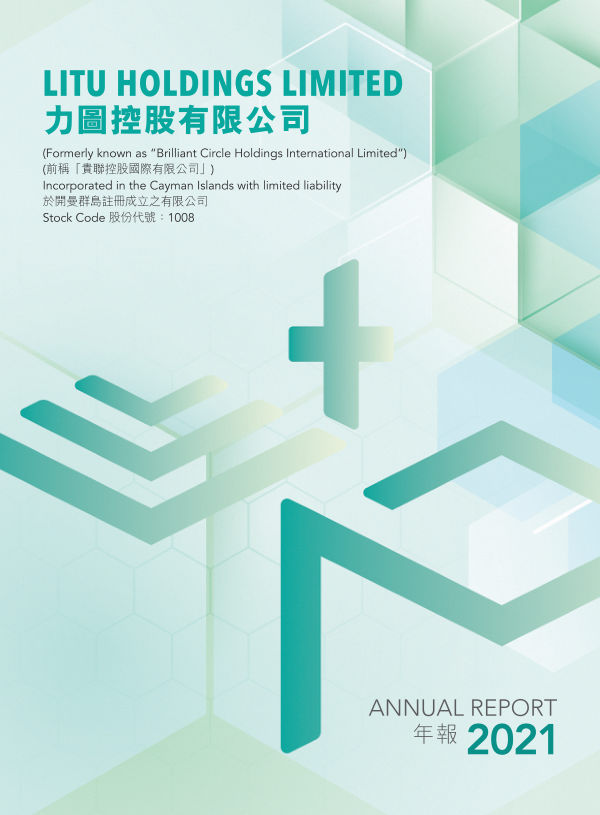 LITU HOLDINGS LIMITED
力圖控股有限公司
(Formerly known as “Brilliant Circle Holdings International Limited”)
(前稱「貴聯控股國際有限公司」)
Incorporated in the Cayman Islands with limited liability
於開曼群島註冊成立之有限公司
Stock Code 股份代號：1008
ANNUAL REPORT
年報 2021